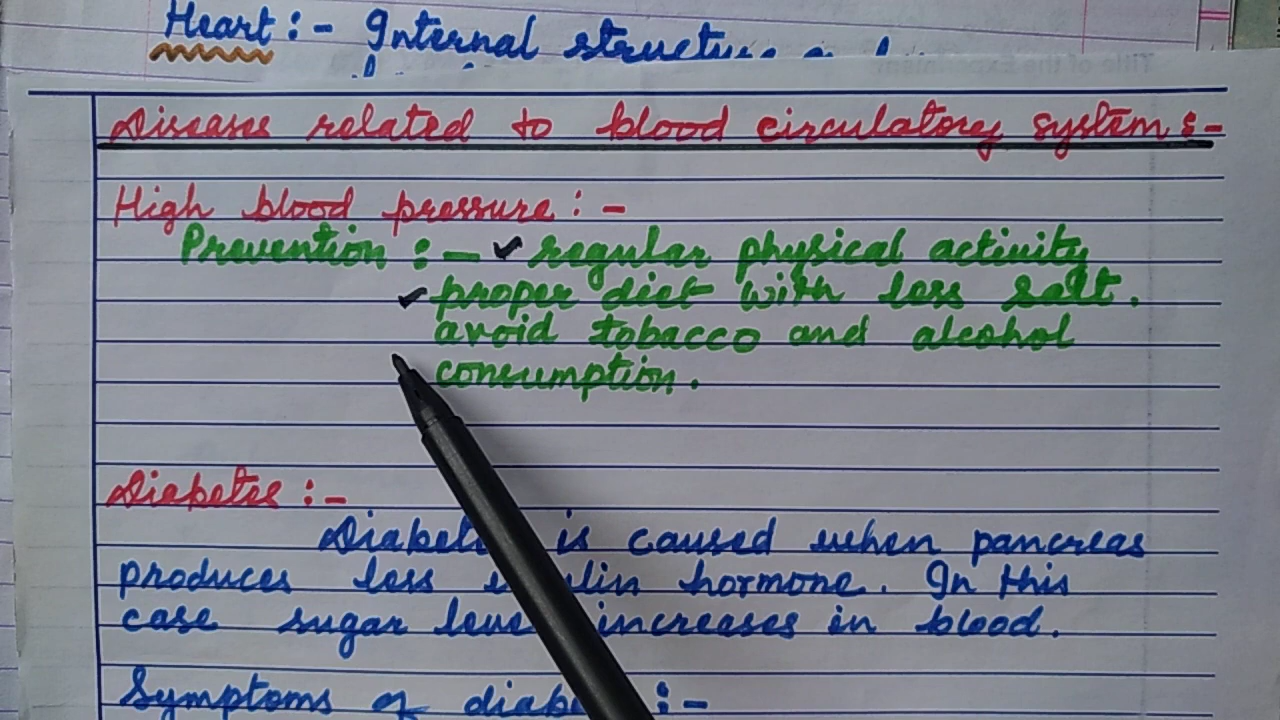 Heart :- Internal structure
Diseases related to blood circulatory system :-
High blood pressure : -
Prevention : - ✓ regular physical activity
✓ proper diet with less salt.
avoid tobacco and alcohol
consumption.
Diabetes :-
is caused when pancreas
produces less hormone. In this
case sugar increases in blood.
Symptoms of :-